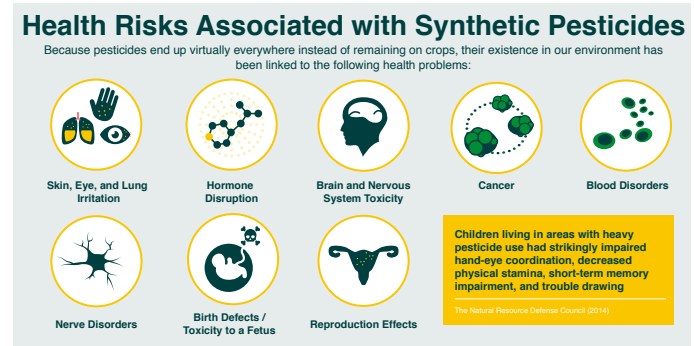 Health Risks Associated with Synthetic Pesticides
Because pesticides end up virtually everywhere instead of remaining on crops, their existence in our environment has
been linked to the following health problems:
Skin, Eye, and Lung
Irritation
Hormone
Disruption
Brain and Nervous
System Toxicity
Cancer
Blood Disorders
Nerve Disorders
Birth Defects /
Toxicity to a Fetus
Reproduction Effects
Children living in areas with heavy
pesticide use had strikingly impaired
hand-eye coordination, decreased
physical stamina, short-term memory
impairment, and trouble drawing
The Natural Resource Defense Council (2014)